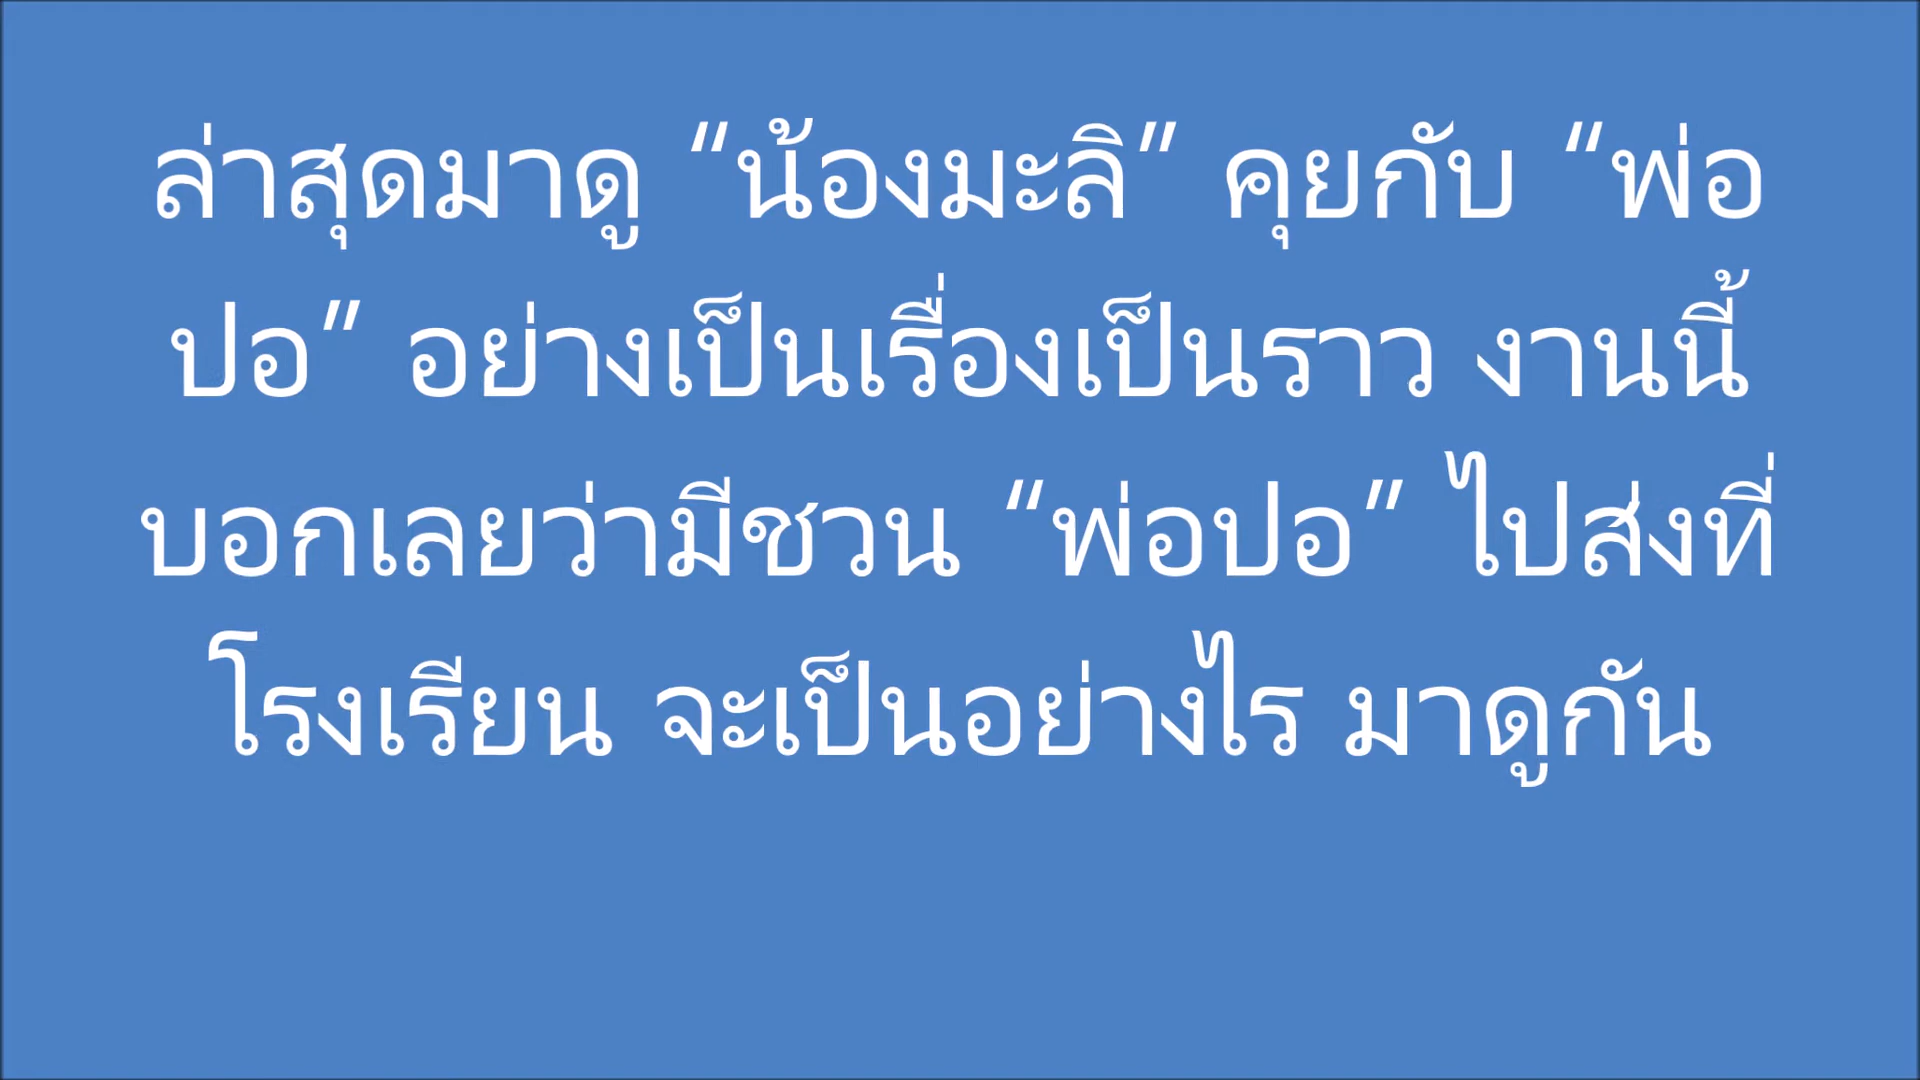 ล่าสุดมาดู “น้องมะลิ” คุยกับ “พ่อ
ปอ” อย่างเป็นเรื่องเป็นราว งานนี้
บอกเลยว่ามีชวน “พ่อปอ” ไปส่งที่
โรงเรียน จะเป็นอย่างไร มาดูกัน